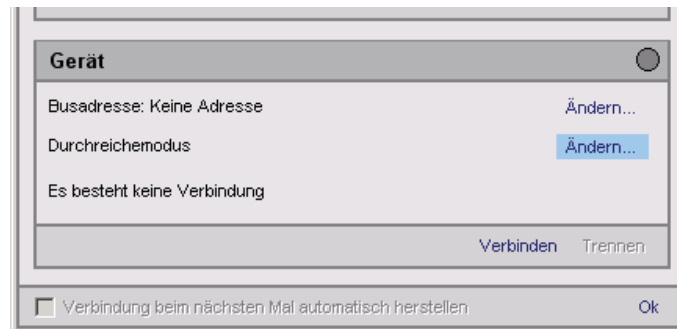 Gerät
Busadresse: Keine Adresse Ändern...
Durchreichemodus Ändern...
Es besteht keine Verbindung
Verbinden Trennen
Verbindung beim nächsten Mal automatisch herstellen Ok